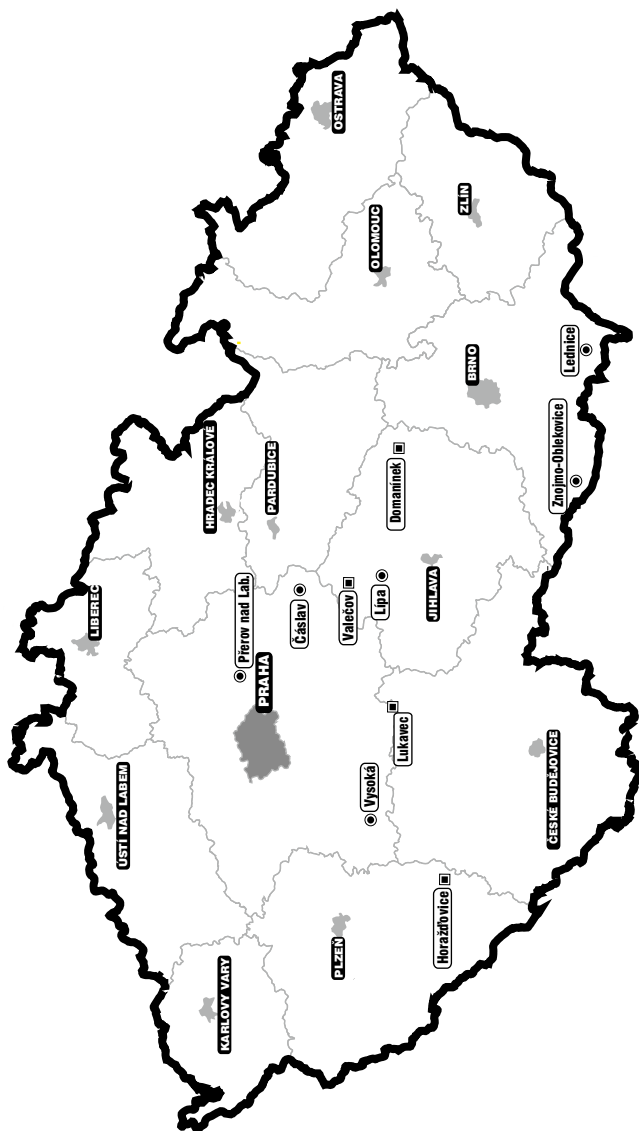 LIBEREC
ÚSTÍ NAD LABEM
KARLOVY VARY
HRADEC KRÁLOVÉ
PARDUBICE
Přerov nad Lab.
PRAHA
Čáslav
OSTRAVA
OLOMOUC
PLZEŇ
Valečov
Lípa
Vysoká
Lukavec
Domanínek
JIHLAVA
Horažďovice
ZLÍN
BRNO
ČESKÉ BUDĚJOVICE
Znojmo-Oblekovice
Lednice